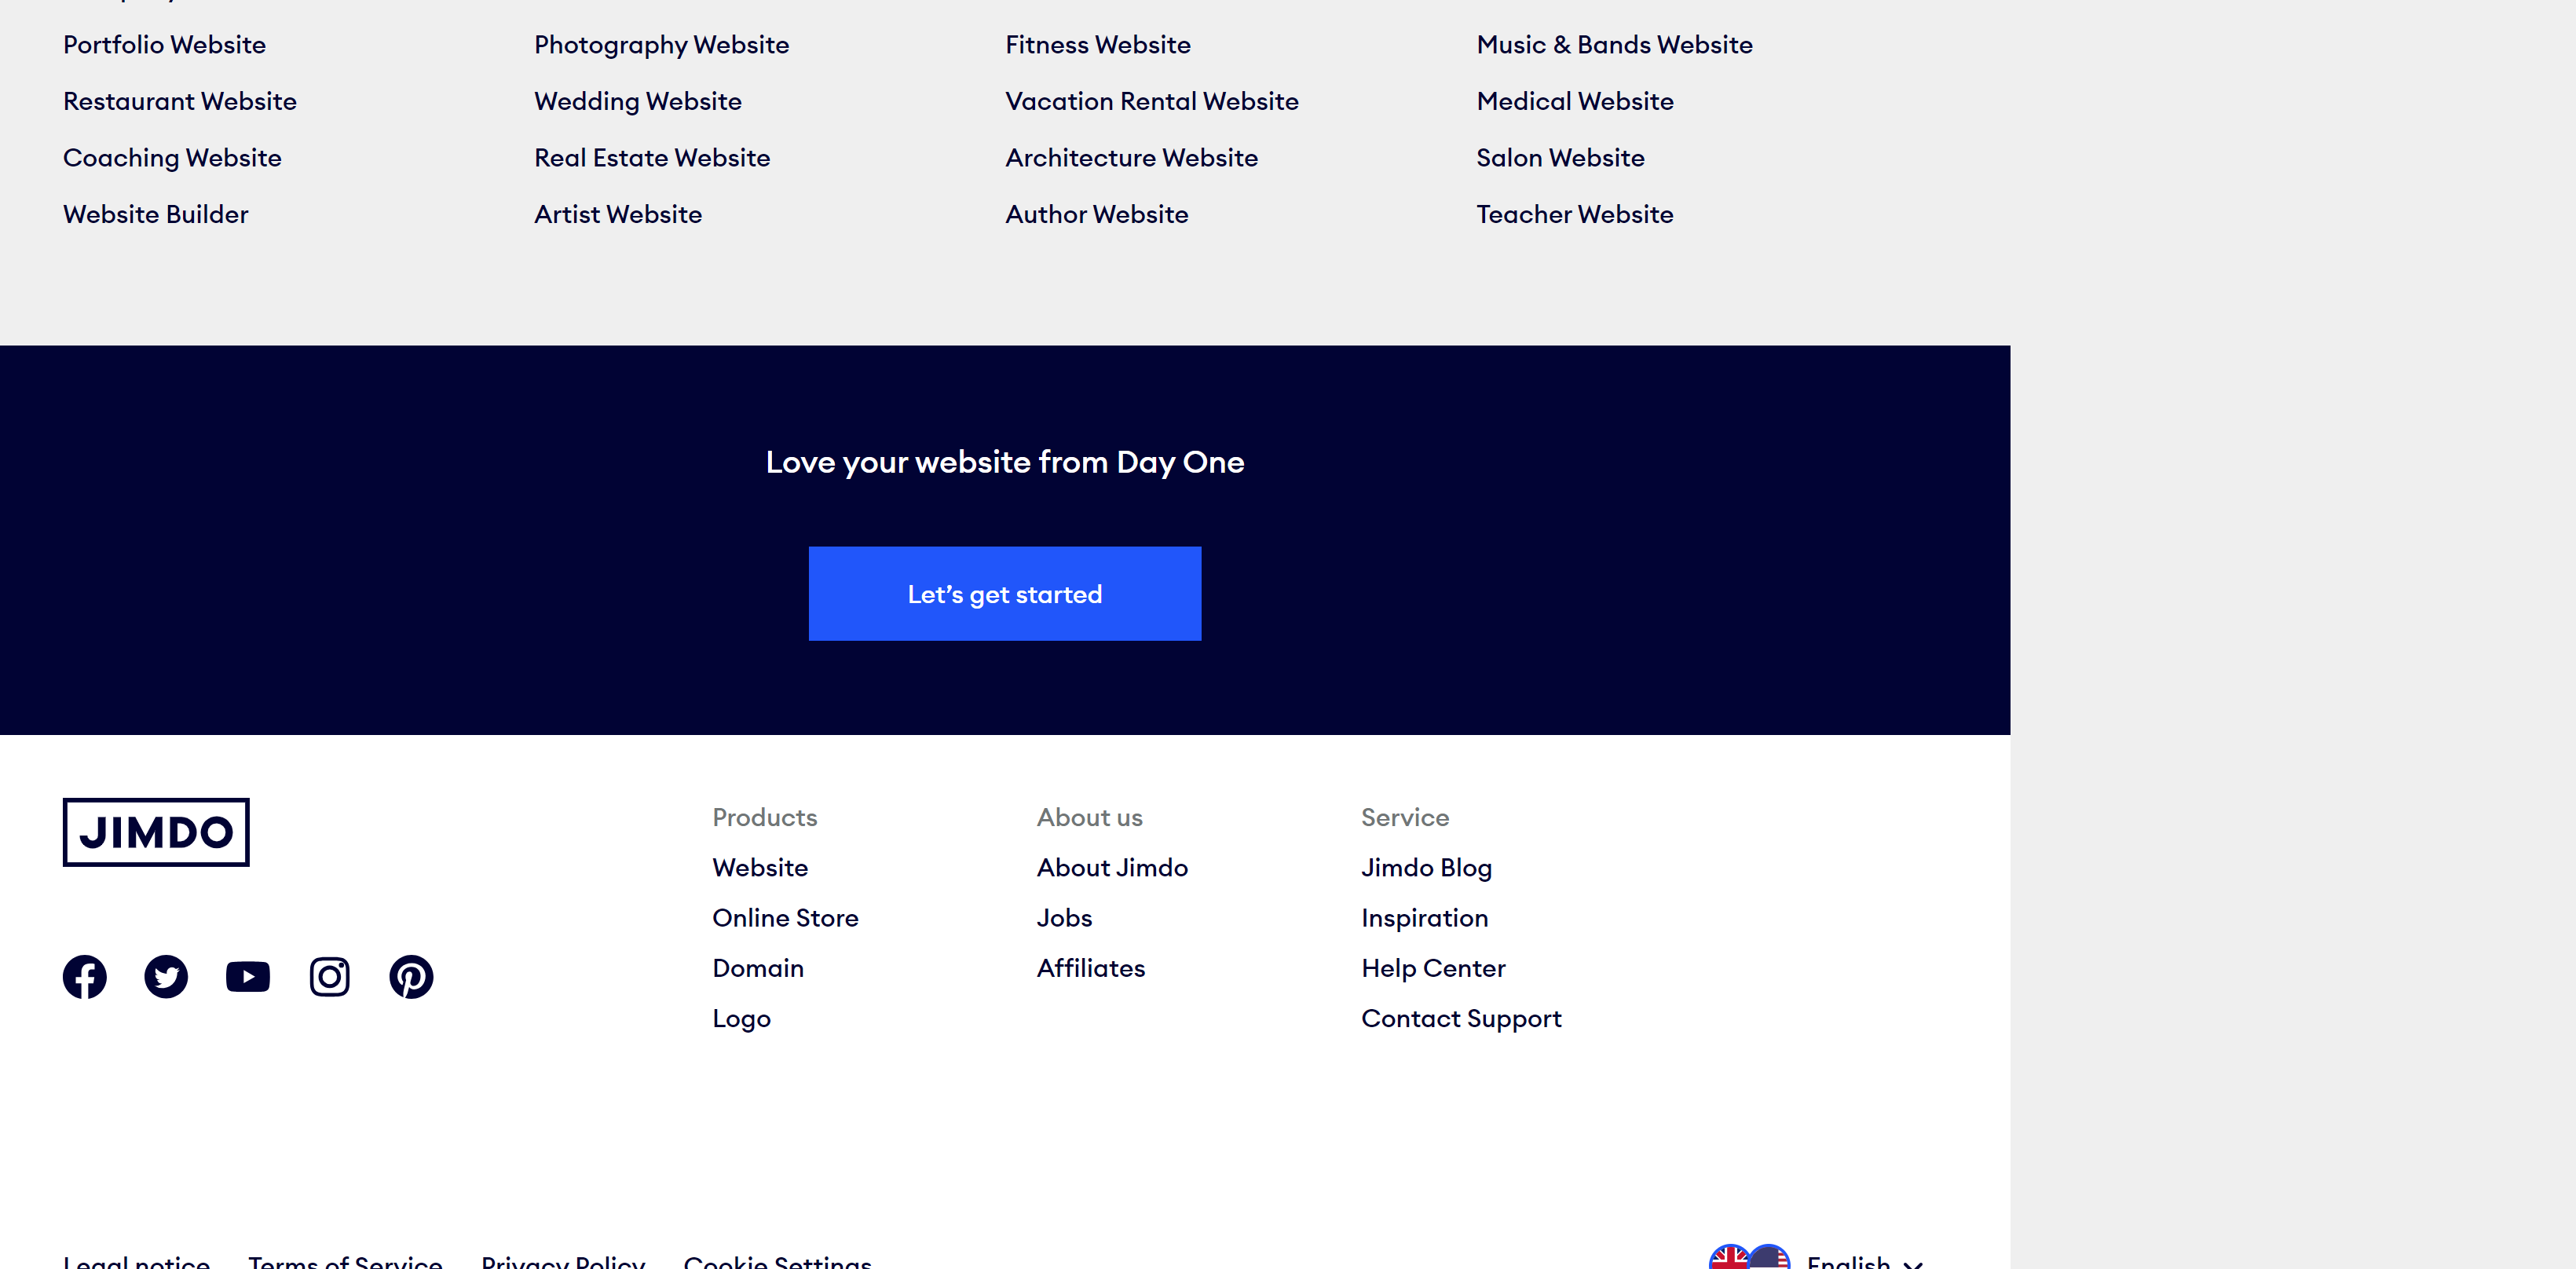 Portfolio Website Photography Website Fitness Website Music & Bands Website
Restaurant Website Wedding Website Vacation Rental Website Medical Website
Coaching Website Real Estate Website Architecture Website Salon Website
Website Builder Artist Website Author Website Teacher Website
Love your website from Day One
Let’s get started
JIMDO
Products
Website
Online Store
Domain
Logo
About us
About Jimdo
Jobs
Affiliates
Service
Jimdo Blog
Inspiration
Help Center
Contact Support
Legal notice Terms of Service Privacy Policy Cookie Settings English